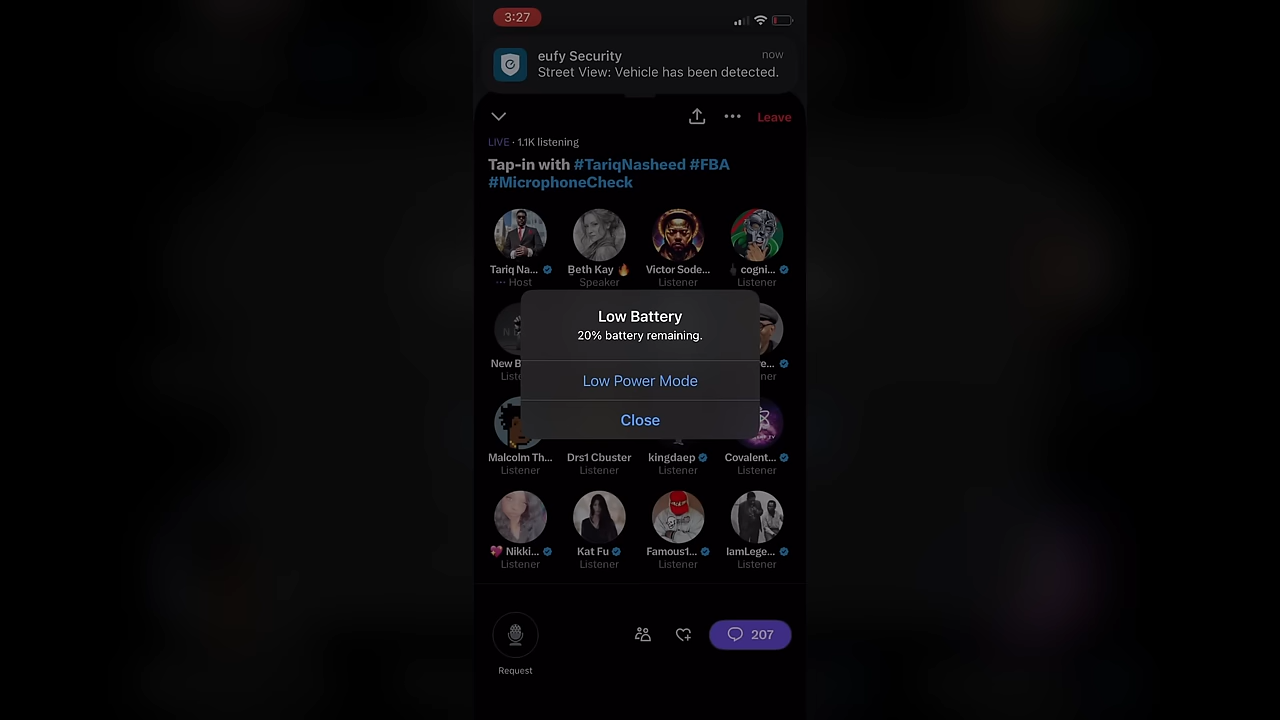 3:27
eufy Security
now
Street View: Vehicle has been detected.
Leave
LIVE · 1.1K listening
Tap-in with #TariqNasheed #FBA
#MicrophoneCheck
Tariq Na...
Beth Kay 🔥
Victor Sode...
cogni...
Host
Speaker
Listener
Listener
Low Battery
20% battery remaining.
New B
Low Power Mode
Close
Malcolm Th...
Drs1 Cbuster
kingdaep
Covalent...
Listener
Listener
Listener
Listener
💖 Nikki...
Kat Fu
Famous1...
IamLege...
Listener
Listener
Listener
Listener
207
Request